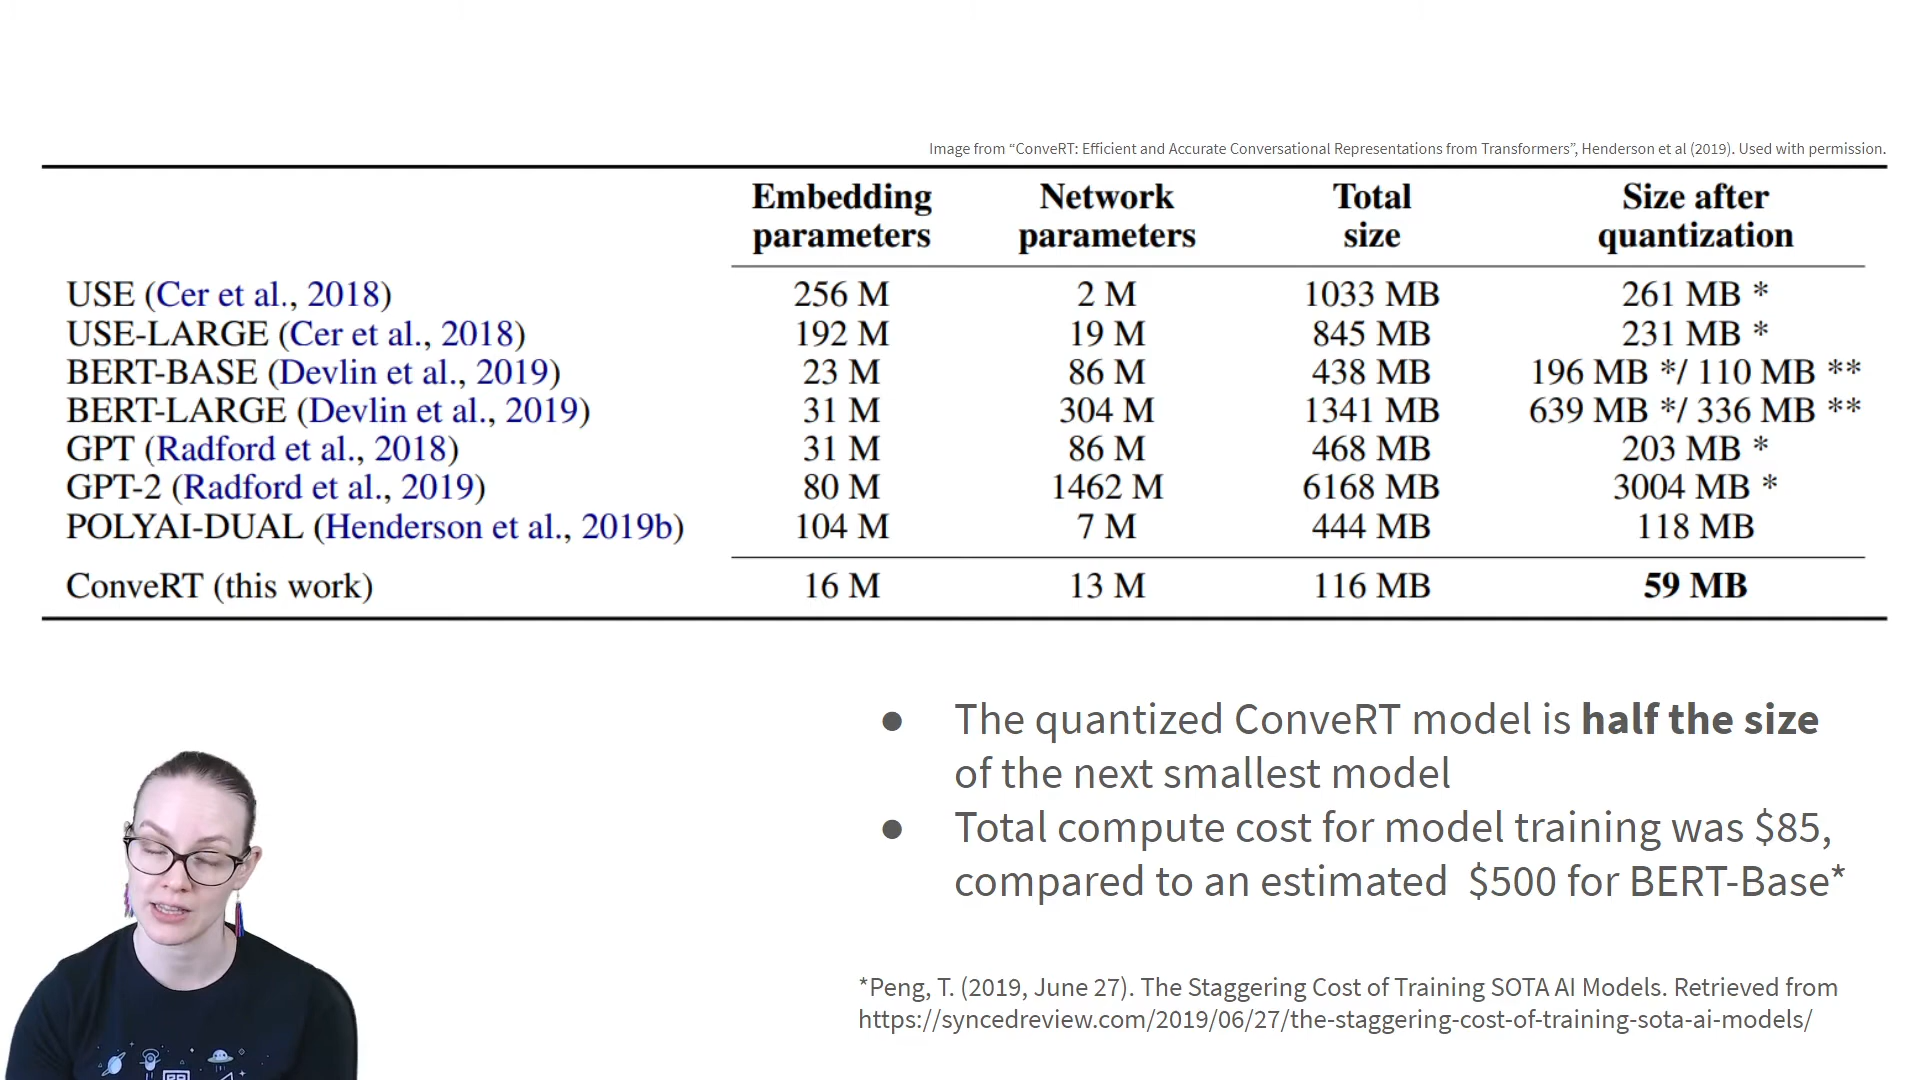 Image from “ConveRT: Efficient and Accurate Conversational Representations from Transformers”, Henderson et al (2019). Used with permission.
Embedding parameters Network parameters Total size Size after quantization
USE (Cer et al., 2018) 256 M 2 M 1033 MB 261 MB *
USE-LARGE (Cer et al., 2018) 192 M 19 M 845 MB 231 MB *
BERT-BASE (Devlin et al., 2019) 23 M 86 M 438 MB 196 MB */ 110 MB **
BERT-LARGE (Devlin et al., 2019) 31 M 304 M 1341 MB 639 MB */ 336 MB **
GPT (Radford et al., 2018) 31 M 86 M 468 MB 203 MB *
GPT-2 (Radford et al., 2019) 80 M 1462 M 6168 MB 3004 MB *
POLYAI-DUAL (Henderson et al., 2019b) 104 M 7 M 444 MB 118 MB
ConveRT (this work) 16 M 13 M 116 MB 59 MB
● The quantized ConveRT model is half the size
of the next smallest model
● Total compute cost for model training was $85,
compared to an estimated $500 for BERT-Base*
*Peng, T. (2019, June 27). The Staggering Cost of Training SOTA AI Models. Retrieved from
https://syncedreview.com/2019/06/27/the-staggering-cost-of-training-sota-ai-models/